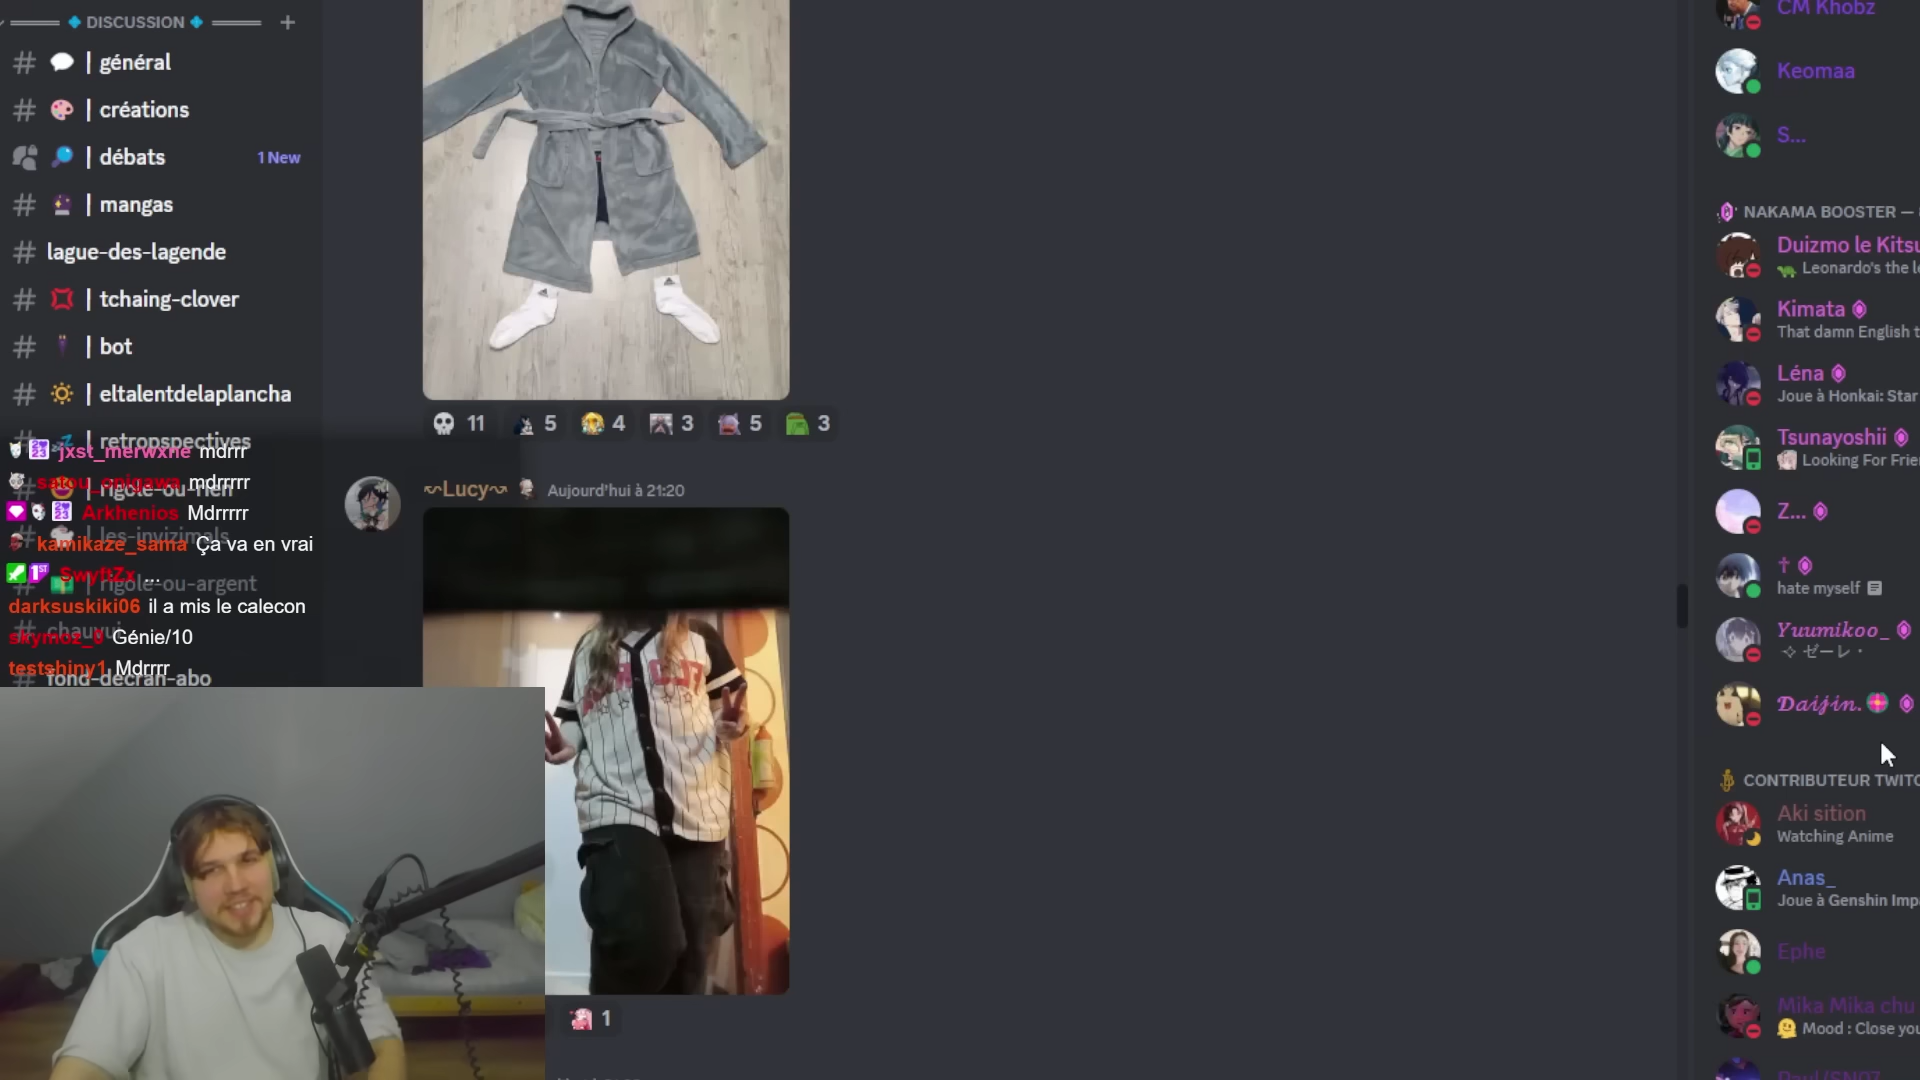 DISCUSSION
# | général
# | créations
| débats 1 New
# | mangas
# lague-des-lagende
# | tchaing-clover
# | bot
# | eltalentdelaplancha
# | retropspectives
jxst_merwxne mdrrr
# | rigole-ou-rien
satou_onigawa mdrrrrr
Arkhenios Mdrrrrr
# | les-invizimals
kamikaze_sama Ça va en vrai
SwyftZx ...
# | rigole-ou-argent
darksuskiki06 il a mis le calecon
# chauvui
skymoz_0 Génie/10
testshiny1 Mdrrr
# fond-decran-abo
11 5 4 3 5 3
Lucy Aujourd'hui à 21:20
1
CM Khobz
Keomaa
S...
NAKAMA BOOSTER —
Duizmo le Kitsu
Leonardo's the l
Kimata
That damn English t
Léna
Joue à Honkai: Star
Tsunayoshii
Looking For Frie
Z...
†
hate myself
Yuumikoo_
ゼーレ・
Daijin.
CONTRIBUTEUR TWITC
Aki sition
Watching Anime
Anas_
Joue à Genshin Imp
Ephe
Mika Mika chu
Mood : Close you